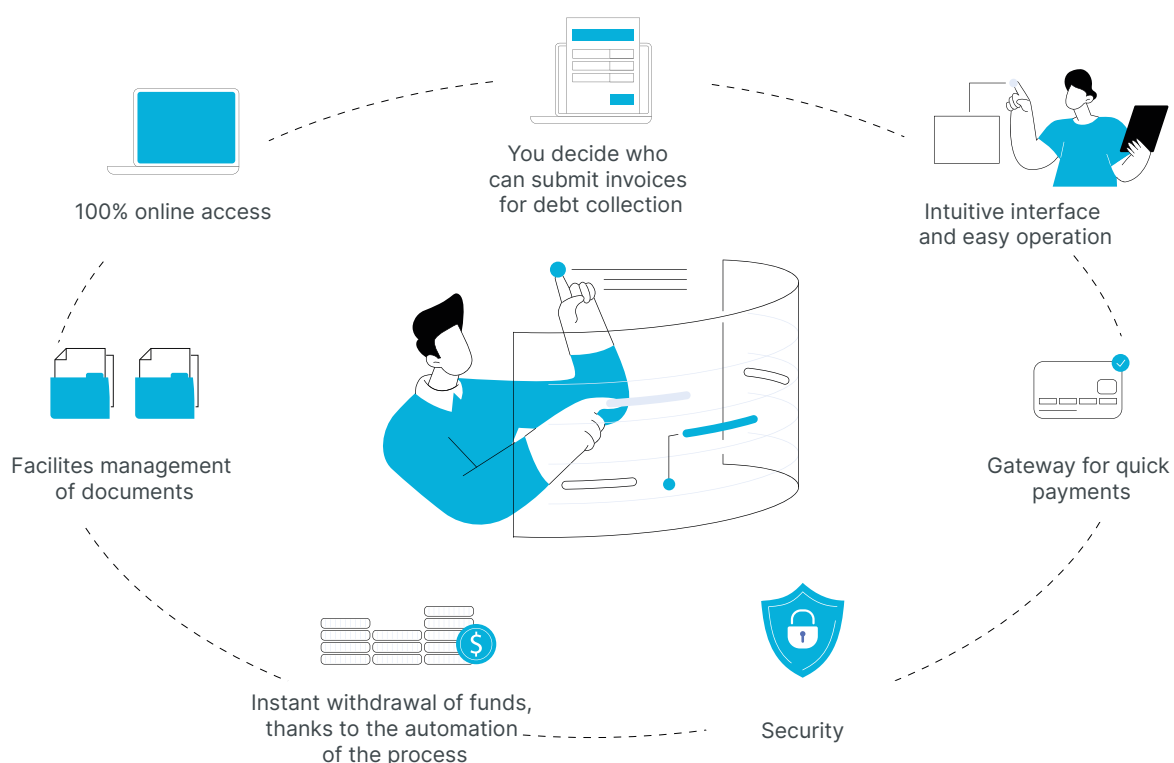 You decide who
can submit invoices
for debt collection
100% online access
Intuitive interface
and easy operation
Facilites management
of documents
Gateway for quick
payments
$
Instant withdrawal of funds,
thanks to the automation
of the process
Security